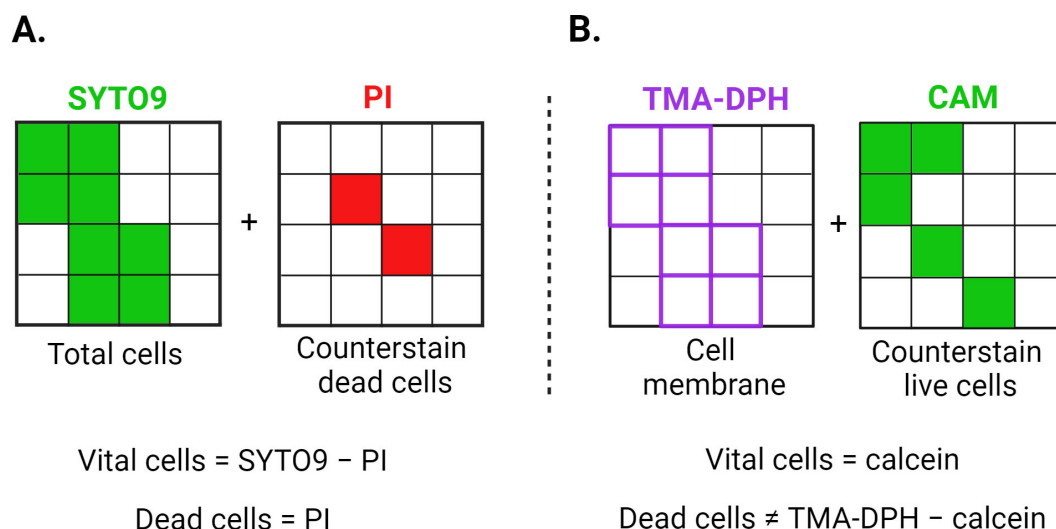 A.
SYTO9
PI
+
Total cells
Counterstain
dead cells
Vital cells = SYTO9 − PI
Dead cells = PI
B.
TMA-DPH
CAM
+
Cell
membrane
Counterstain
live cells
Vital cells = calcein
Dead cells ≠ TMA-DPH − calcein